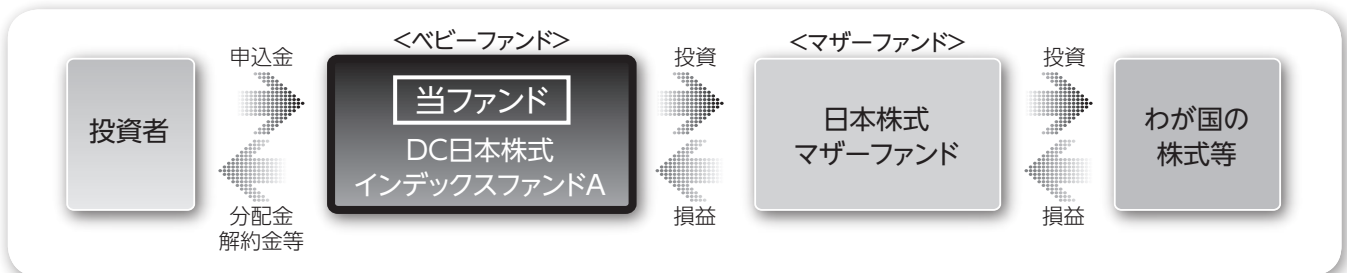 投資者
申込金
分配金
解約金等
<ベビーファンド>
当ファンド
DC日本株式
インデックスファンドA
投資
損益
<マザーファンド>
日本株式
マザーファンド
投資
損益
わが国の
株式等